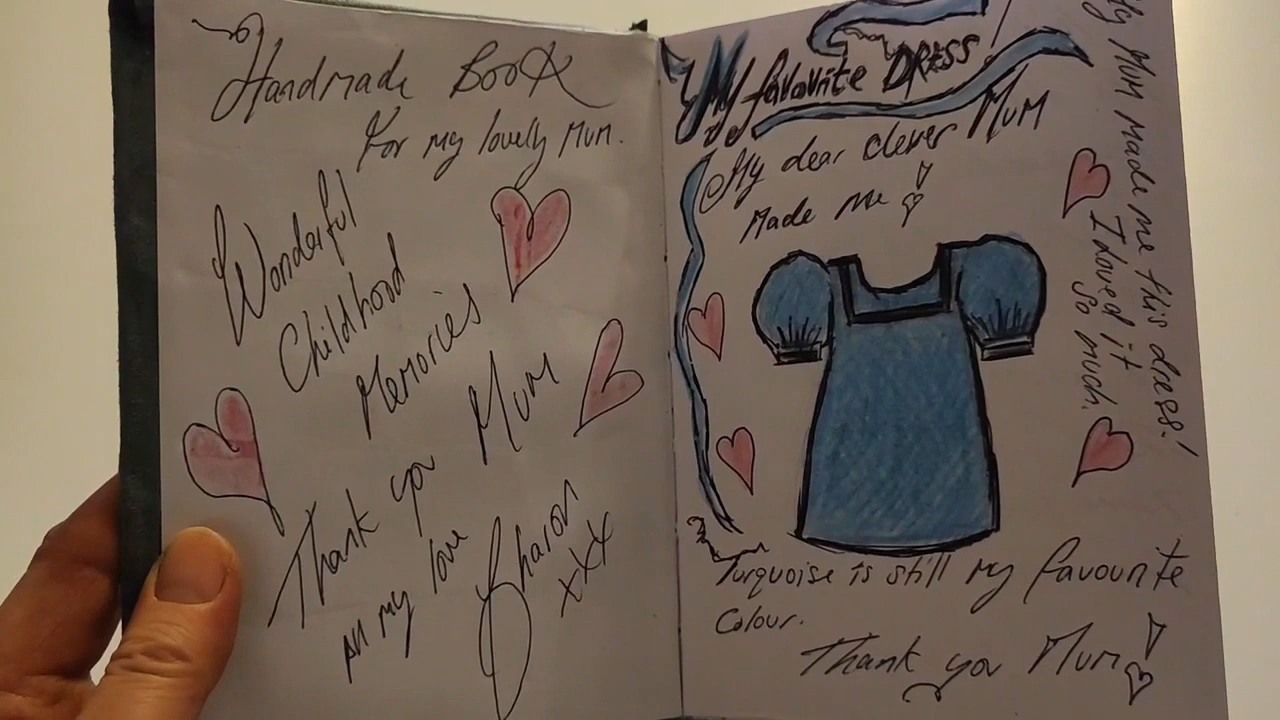 Handmade Book
For my lovely Mum.
Wonderful
Childhood
Memories
Thank you Mum
All my love
Sharon
xxx
My favourite DRESS!
My dear clever Mum
Made me
My Mum made me this dress!
I loved it
so much.
Turquoise is still my favourite
Colour.
Thank you Mum!